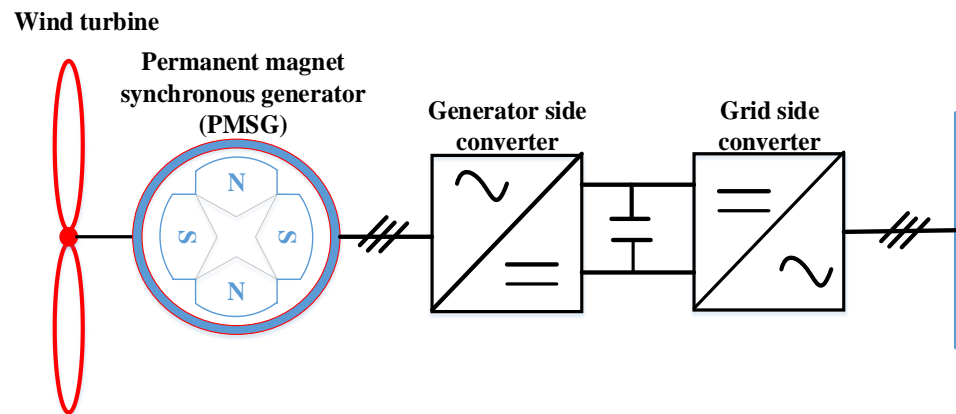 Wind turbine
Permanent magnet
synchronous generator
(PMSG)
Generator side
converter
Grid side
converter
N
S
S
N